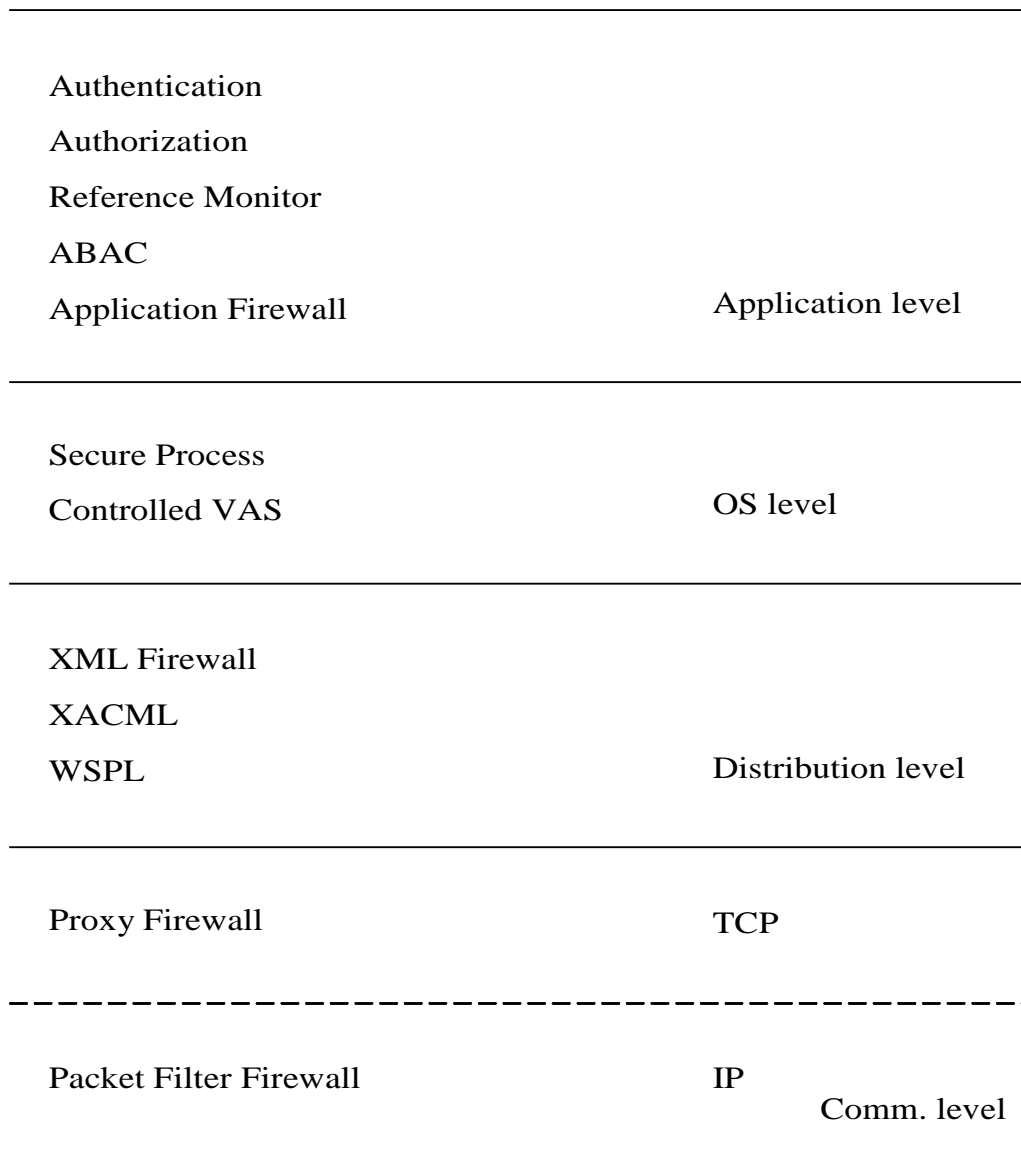 Authentication
Authorization
Reference Monitor
ABAC
Application Firewall
Application level
Secure Process
Controlled VAS
OS level
XML Firewall
XACML
WSPL
Distribution level
Proxy Firewall
TCP
Packet Filter Firewall
IP
Comm. level